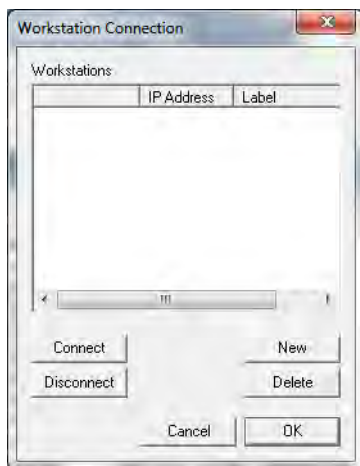 Workstation Connection
Workstations
IP Address Label
Connect New
Disconnect Delete
Cancel OK